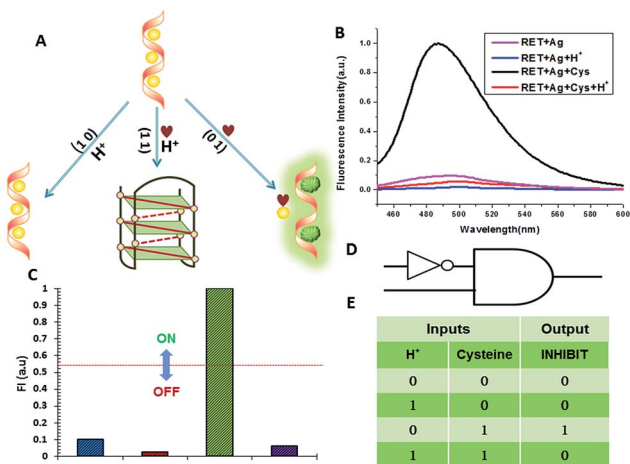 A
(1 0)
H⁺
(1 1)
H⁺
(0 1)
B
Fluorescence Intensity (a.u.)
1.0
0.8
0.6
0.4
0.2
0.0
RET+Ag
RET+Ag+H⁺
RET+Ag+Cys
RET+Ag+Cys+H⁺
460 480 500 520 540 560 580 600
Wavelength(nm)
C
FI (a.u)
1
0.9
0.8
0.7
0.6
0.5
0.4
0.3
0.2
0.1
0
ON
OFF
D
E
Inputs Output
H⁺ Cysteine INHIBIT
0 0 0
1 0 0
0 1 1
1 1 0